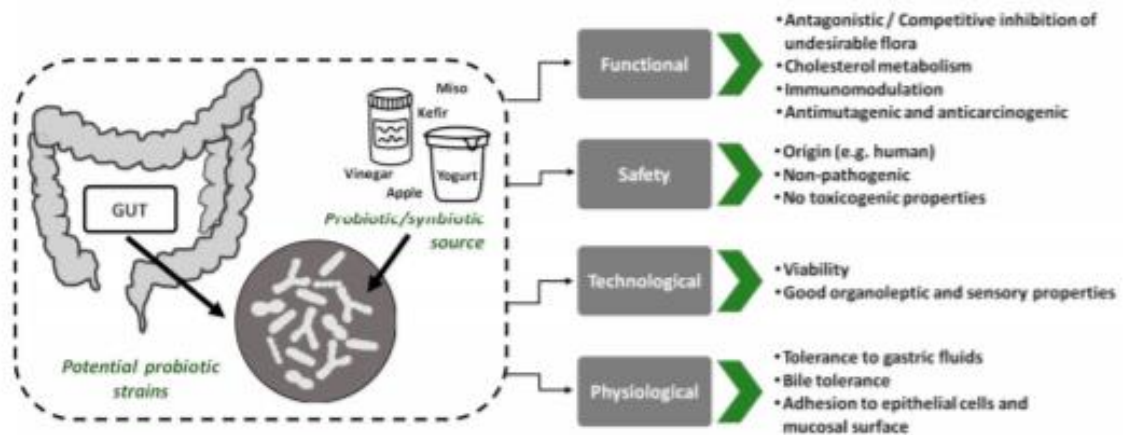 Miso
Kefir
Vinegar
Yogurt
Apple
Probiotic/synbiotic
source
GUT
Potential probiotic
strains
Functional
• Antagonistic / Competitive inhibition of
undesirable flora
• Cholesterol metabolism
• Immunomodulation
• Antimutagenic and anticarcinogenic
Safety
• Origin (e.g. human)
• Non-pathogenic
• No toxicogenic properties
Technological
• Viability
• Good organoleptic and sensory properties
Physiological
• Tolerance to gastric fluids
• Bile tolerance
• Adhesion to epithelial cells and
mucosal surface